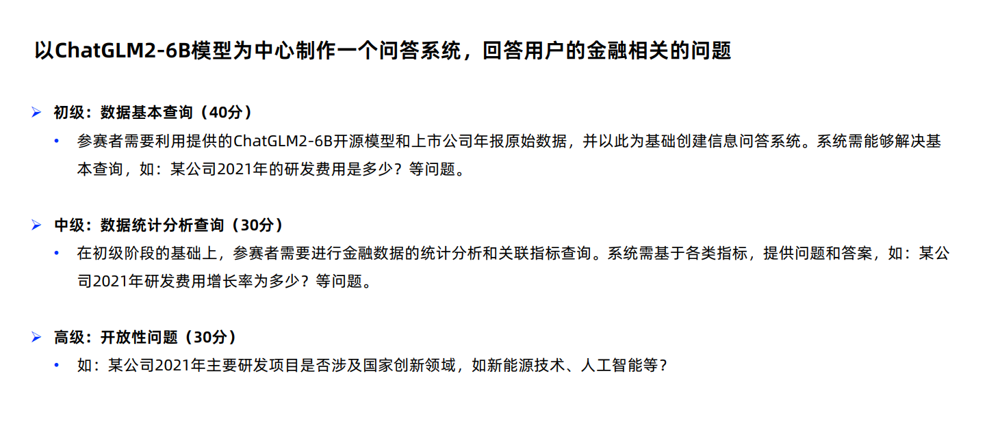 以ChatGLM2-6B模型为中心制作一个问答系统，回答用户的金融相关的问题
➢ 初级：数据基本查询（40分）
• 参赛者需要利用提供的ChatGLM2-6B开源模型和上市公司年报原始数据，并以此为基础创建信息问答系统。系统需能够解决基
本查询，如：某公司2021年的研发费用是多少？等问题。
➢ 中级：数据统计分析查询（30分）
• 在初级阶段的基础上，参赛者需要进行金融数据的统计分析和关联指标查询。系统需基于各类指标，提供问题和答案，如：某公
司2021年研发费用增长率为多少？等问题。
➢ 高级：开放性问题（30分）
• 如：某公司2021年主要研发项目是否涉及国家创新领域，如新能源技术、人工智能等？